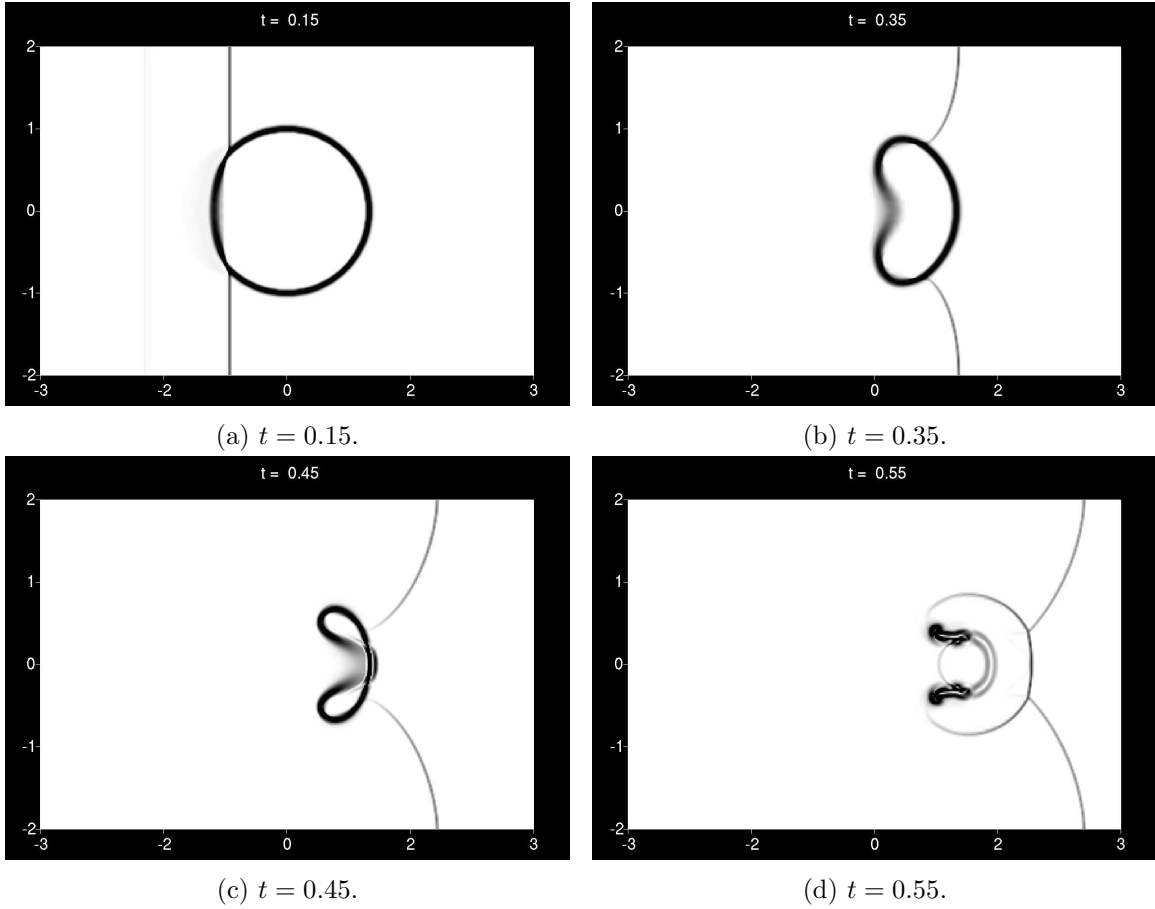 t = 0.15
2
1
0
-1
-2
-3 -2 0 2 3
(a) t = 0.15.
t = 0.35
2
1
0
-1
-2
-3 -2 0 2 3
(b) t = 0.35.
t = 0.45
2
1
0
-1
-2
-3 -2 0 2 3
(c) t = 0.45.
t = 0.55
2
1
0
-1
-2
-3 -2 0 2 3
(d) t = 0.55.